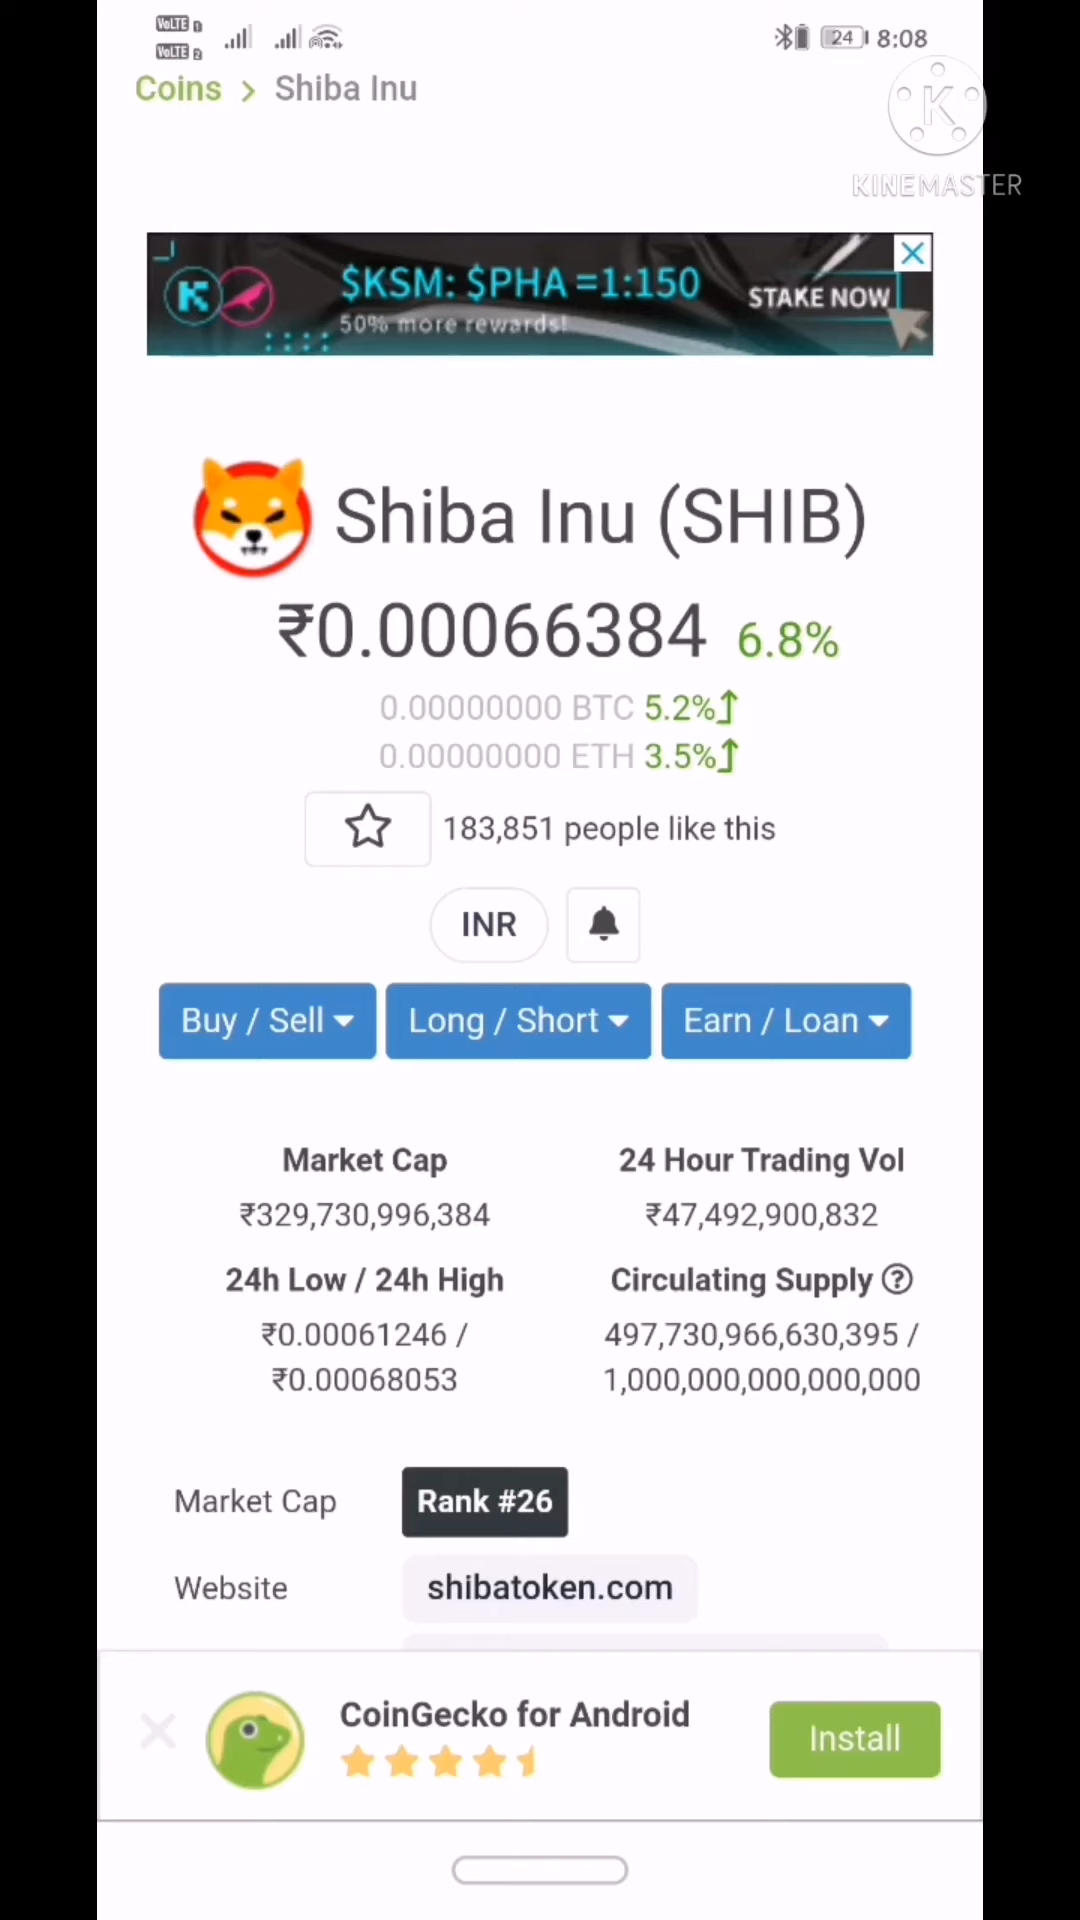 VoLTE 1
VoLTE 2
24 8:08
Coins > Shiba Inu
K
KINEMASTER
$KSM: $PHA =1:150
50% more rewards!
STAKE NOW
Shiba Inu (SHIB)
₹0.00066384 6.8%
0.00000000 BTC 5.2%
0.00000000 ETH 3.5%
183,851 people like this
INR
Buy / Sell Long / Short Earn / Loan
Market Cap 24 Hour Trading Vol
₹329,730,996,384 ₹47,492,900,832
24h Low / 24h High Circulating Supply ?
₹0.00061246 / 497,730,966,630,395 /
₹0.00068053 1,000,000,000,000,000
Market Cap Rank #26
Website shibatoken.com
CoinGecko for Android
Install